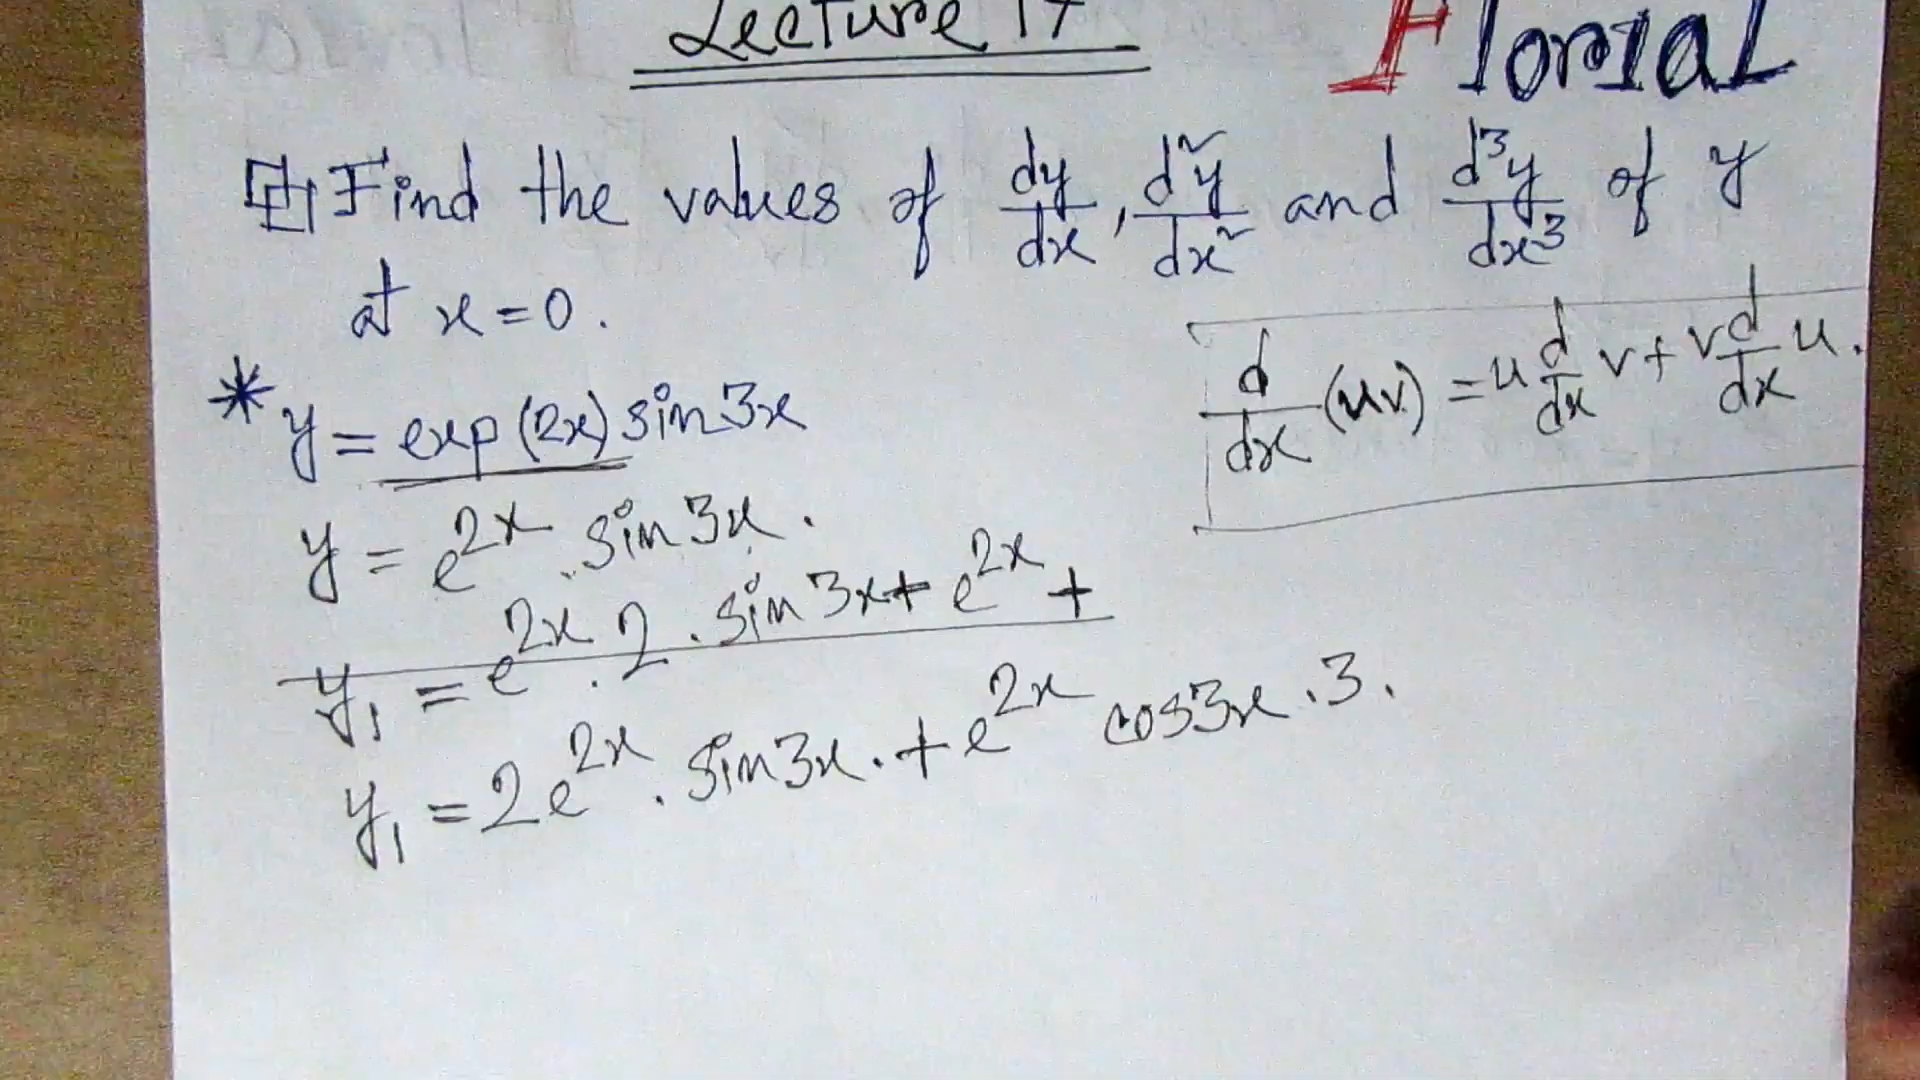 Lecture 17
Florial
Find the values of dy/dx, d²y/dx² and d³y/dx³ of y
at x=0.
d/dx (uv) = u d/dx v + v d/dx u.
* y = exp(2x) sin3x
y = e^2x . sin3x.
y₁ = e^2x . 2 . sin3x + e^2x +
y₁ = 2e^2x . sin3x. + e^2x cos3x . 3.